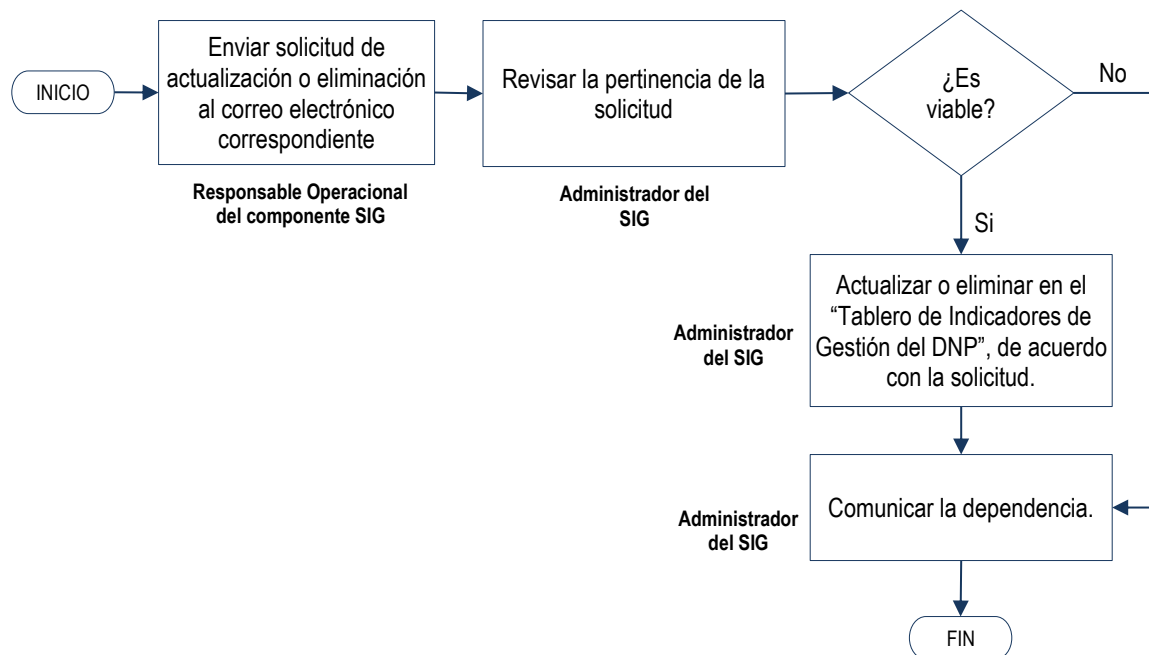 INICIO
Enviar solicitud de
actualización o eliminación
al correo electrónico
correspondiente
Responsable Operacional
del componente SIG
Revisar la pertinencia de la
solicitud
Administrador del
SIG
¿Es
viable?
No
Si
Actualizar o eliminar en el
“Tablero de Indicadores de
Gestión del DNP”, de acuerdo
con la solicitud.
Administrador
del SIG
Comunicar la dependencia.
Administrador
del SIG
FIN